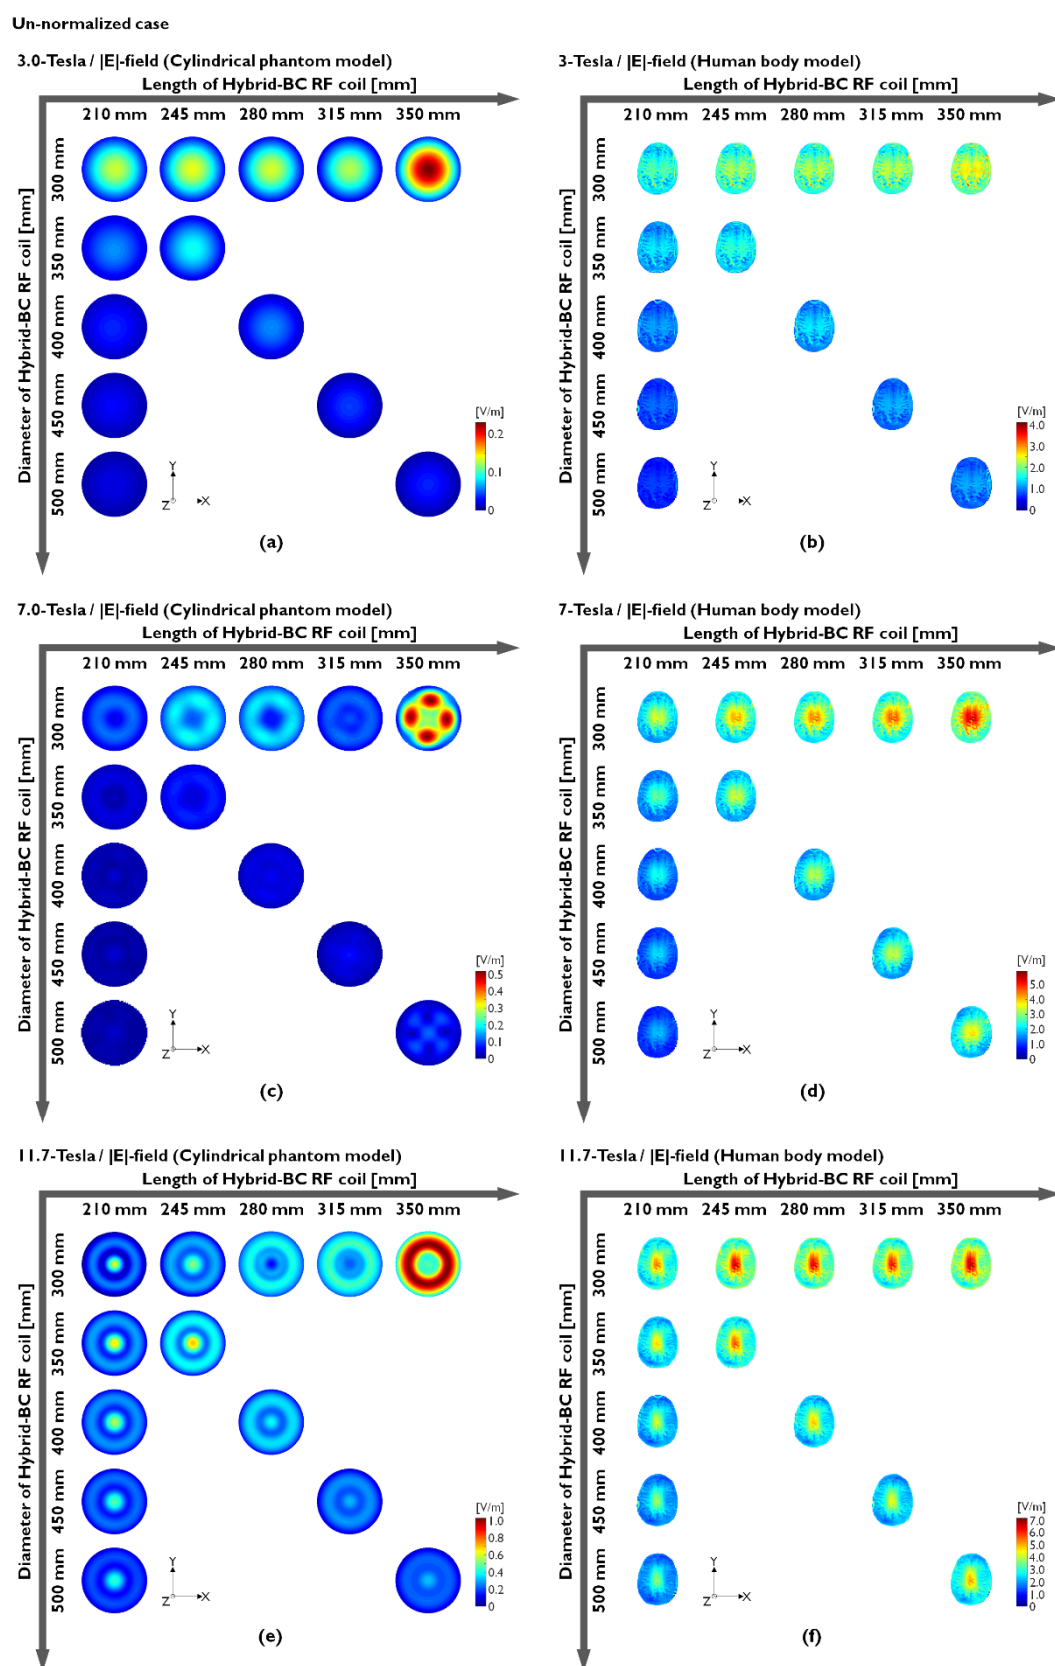 Un-normalized case
3.0-Tesla / |E|-field (Cylindrical phantom model)
Length of Hybrid-BC RF coil [mm]
210 mm 245 mm 280 mm 315 mm 350 mm
Diameter of Hybrid-BC RF coil [mm]
300 mm
350 mm
400 mm
450 mm
500 mm
[V/m]
0.2
0.1
0
Y
Z
X
(a)
3-Tesla / |E|-field (Human body model)
Length of Hybrid-BC RF coil [mm]
210 mm 245 mm 280 mm 315 mm 350 mm
Diameter of Hybrid-BC RF coil [mm]
300 mm
350 mm
400 mm
450 mm
500 mm
[V/m]
4.0
3.0
2.0
1.0
0
Y
Z
X
(b)
7.0-Tesla / |E|-field (Cylindrical phantom model)
Length of Hybrid-BC RF coil [mm]
210 mm 245 mm 280 mm 315 mm 350 mm
Diameter of Hybrid-BC RF coil [mm]
300 mm
350 mm
400 mm
450 mm
500 mm
[V/m]
0.5
0.4
0.3
0.2
0.1
0
Y
Z
X
(c)
7-Tesla / |E|-field (Human body model)
Length of Hybrid-BC RF coil [mm]
210 mm 245 mm 280 mm 315 mm 350 mm
Diameter of Hybrid-BC RF coil [mm]
300 mm
350 mm
400 mm
450 mm
500 mm
[V/m]
5.0
4.0
3.0
2.0
1.0
0
Y
Z
X
(d)
11.7-Tesla / |E|-field (Cylindrical phantom model)
Length of Hybrid-BC RF coil [mm]
210 mm 245 mm 280 mm 315 mm 350 mm
Diameter of Hybrid-BC RF coil [mm]
300 mm
350 mm
400 mm
450 mm
500 mm
[V/m]
1.0
0.8
0.6
0.4
0.2
0
Y
Z
X
(e)
11.7-Tesla / |E|-field (Human body model)
Length of Hybrid-BC RF coil [mm]
210 mm 245 mm 280 mm 315 mm 350 mm
Diameter of Hybrid-BC RF coil [mm]
300 mm
350 mm
400 mm
450 mm
500 mm
[V/m]
7.0
6.0
5.0
4.0
3.0
2.0
1.0
0
Y
Z
X
(f)